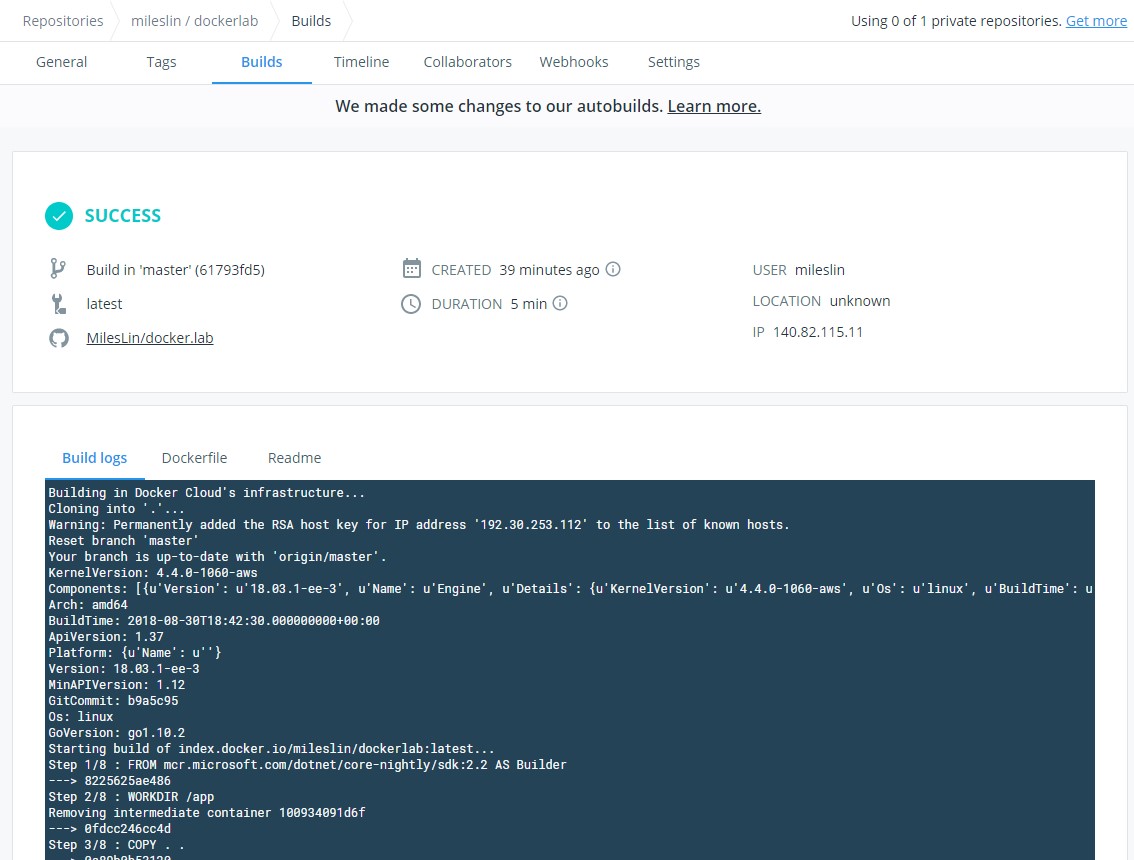 Repositories mileslin / dockerlab Builds Using 0 of 1 private repositories. Get more
General Tags Builds Timeline Collaborators Webhooks Settings
We made some changes to our autobuilds. Learn more.
SUCCESS
Build in 'master' (61793fd5) CREATED 39 minutes ago USER mileslin
latest DURATION 5 min LOCATION unknown
MilesLin/docker.lab IP 140.82.115.11
Build logs Dockerfile Readme
Building in Docker Cloud's infrastructure...
Cloning into '.'...
Warning: Permanently added the RSA host key for IP address '192.30.253.112' to the list of known hosts.
Reset branch 'master'
Your branch is up-to-date with 'origin/master'.
KernelVersion: 4.4.0-1060-aws
Components: [{u'Version': u'18.03.1-ee-3', u'Name': u'Engine', u'Details': {u'KernelVersion': u'4.4.0-1060-aws', u'Os': u'linux', u'BuildTime': u
Arch: amd64
BuildTime: 2018-08-30T18:42:30.000000000+00:00
ApiVersion: 1.37
Platform: {u'Name': u''}
Version: 18.03.1-ee-3
MinAPIVersion: 1.12
GitCommit: b9a5c95
Os: linux
GoVersion: go1.10.2
Starting build of index.docker.io/mileslin/dockerlab:latest...
Step 1/8 : FROM mcr.microsoft.com/dotnet/core-nightly/sdk:2.2 AS Builder
---> 8225625ae486
Step 2/8 : WORKDIR /app
Removing intermediate container 100934091d6f
---> 0fdcc246cc4d
Step 3/8 : COPY . .